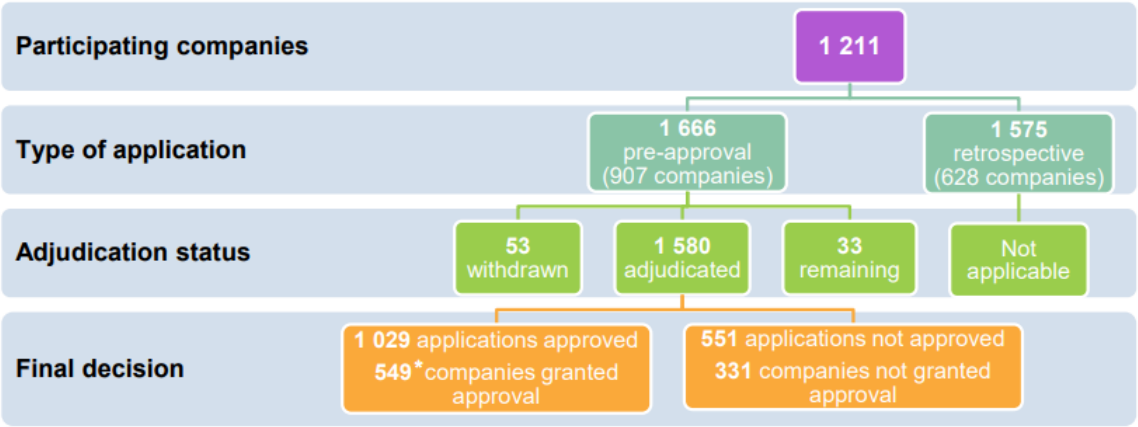 Participating companies
1 211
Type of application
1 666
pre-approval
(907 companies)
1 575
retrospective
(628 companies)
Adjudication status
53
withdrawn
1 580
adjudicated
33
remaining
Not
applicable
Final decision
1 029 applications approved
549* companies granted
approval
551 applications not approved
331 companies not granted
approval